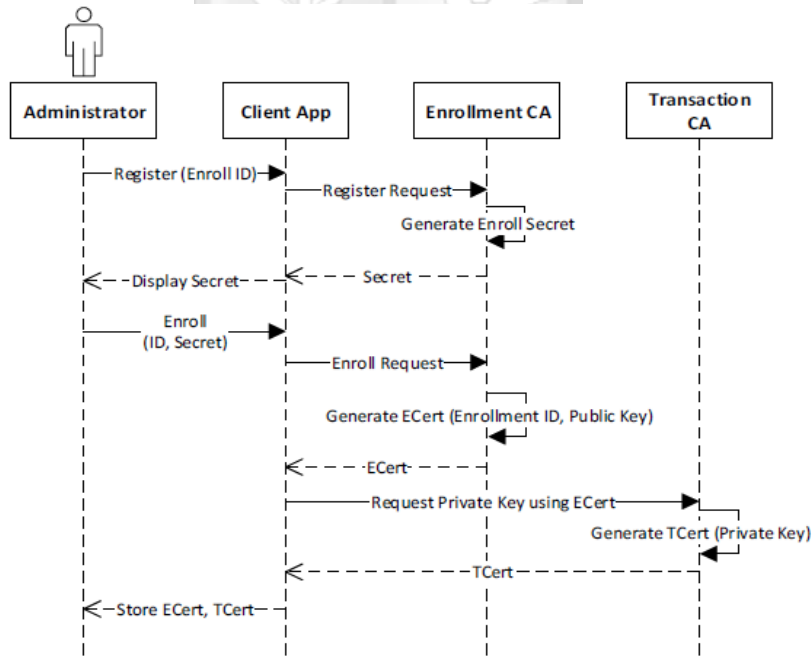 Administrator
Client App
Enrollment CA
Transaction
CA
Register (Enroll ID)
Register Request
Generate Enroll Secret
Secret
Display Secret
Enroll
(ID, Secret)
Enroll Request
Generate ECert (Enrollment ID, Public Key)
ECert
Request Private Key using ECert
Generate TCert (Private Key)
TCert
Store ECert, TCert